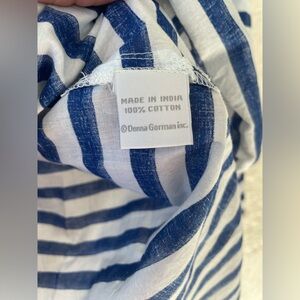 MADE IN INDIA
100% COTTON
©Donna Gorman inc.